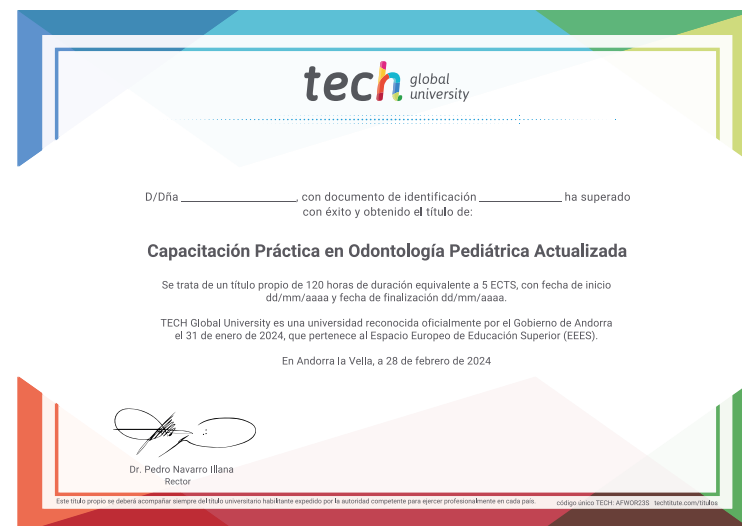 tech global university
D/Dña ____________, con documento de identificación ____________ ha superado
con éxito y obtenido el título de:
Capacitación Práctica en Odontología Pediátrica Actualizada
Se trata de un título propio de 120 horas de duración equivalente a 5 ECTS, con fecha de inicio
dd/mm/aaaa y fecha de finalización dd/mm/aaaa.
TECH Global University es una universidad reconocida oficialmente por el Gobierno de Andorra
el 31 de enero de 2024, que pertenece al Espacio Europeo de Educación Superior (EEES).
En Andorra la Vella, a 28 de febrero de 2024
Dr. Pedro Navarro Illana
Rector
Este título propio se deberá acompañar siempre del título universitario habilitante expedido por la autoridad competente para ejercer profesionalmente en cada país. código único TECH: AFWOR23S techtitute.com/titulos